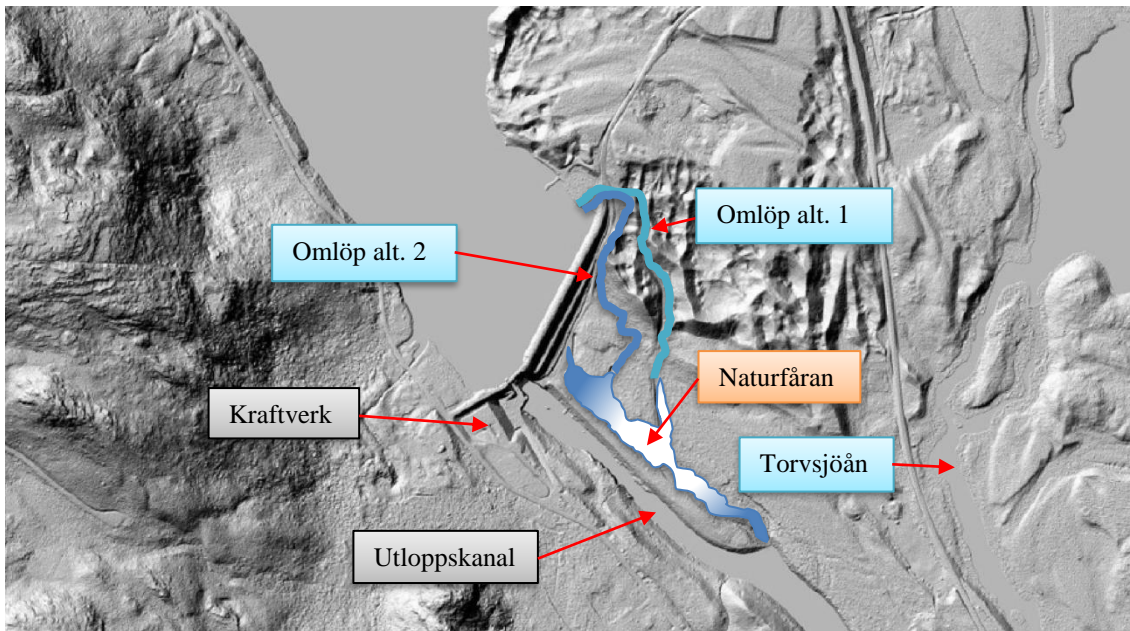 Omlöp alt. 1
Omlöp alt. 2
Naturfåran
Kraftverk
Torvsjöån
Utloppskanal